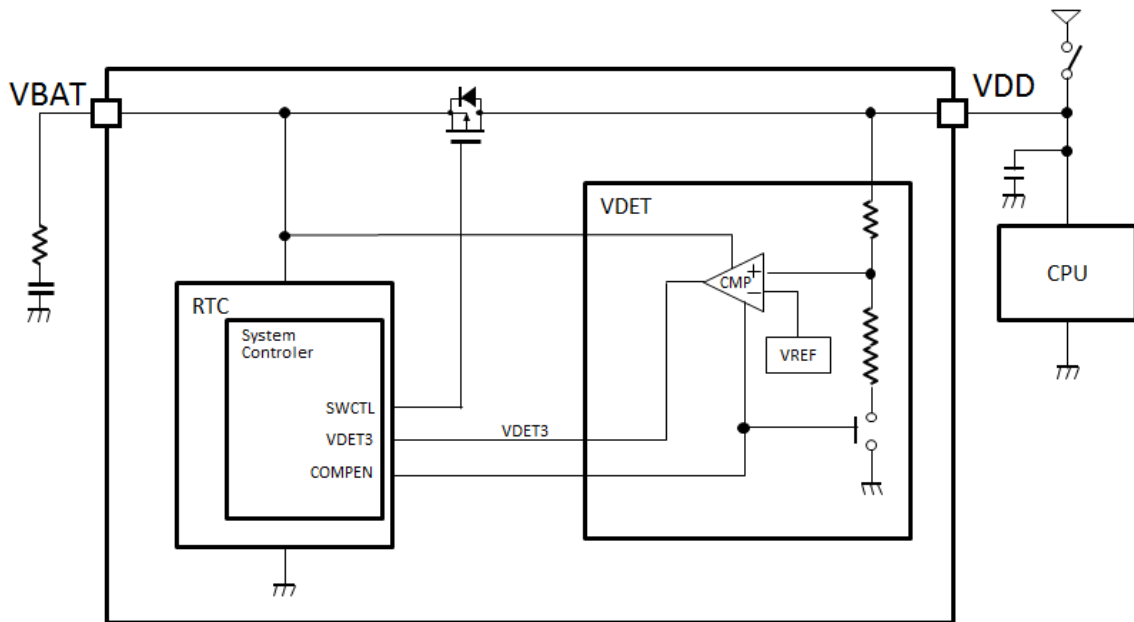 VBAT
VDD
VDET
CMP
+
−
VREF
CPU
RTC
System
Controler
SWCTL
VDET3
COMPEN
VDET3